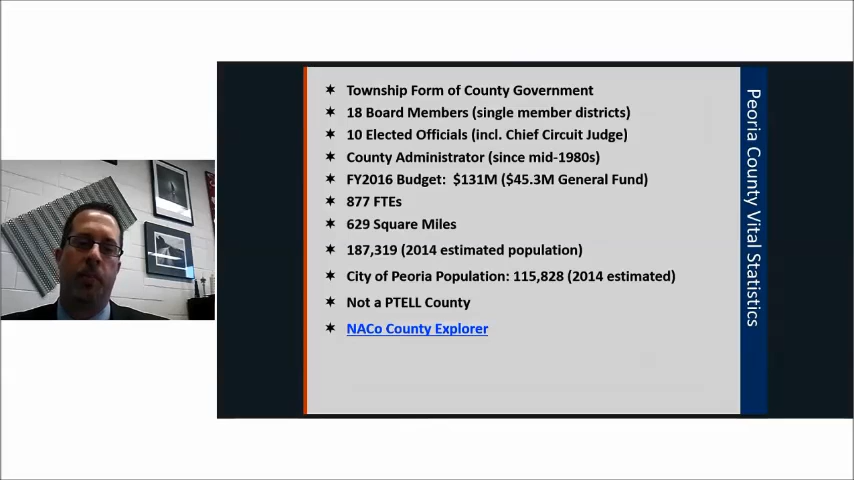 Township Form of County Government
18 Board Members (single member districts)
10 Elected Officials (incl. Chief Circuit Judge)
County Administrator (since mid-1980s)
FY2016 Budget: $131M ($45.3M General Fund)
877 FTEs
629 Square Miles
187,319 (2014 estimated population)
City of Peoria Population: 115,828 (2014 estimated)
Not a PTELL County
NACo County Explorer
Peoria County Vital Statistics